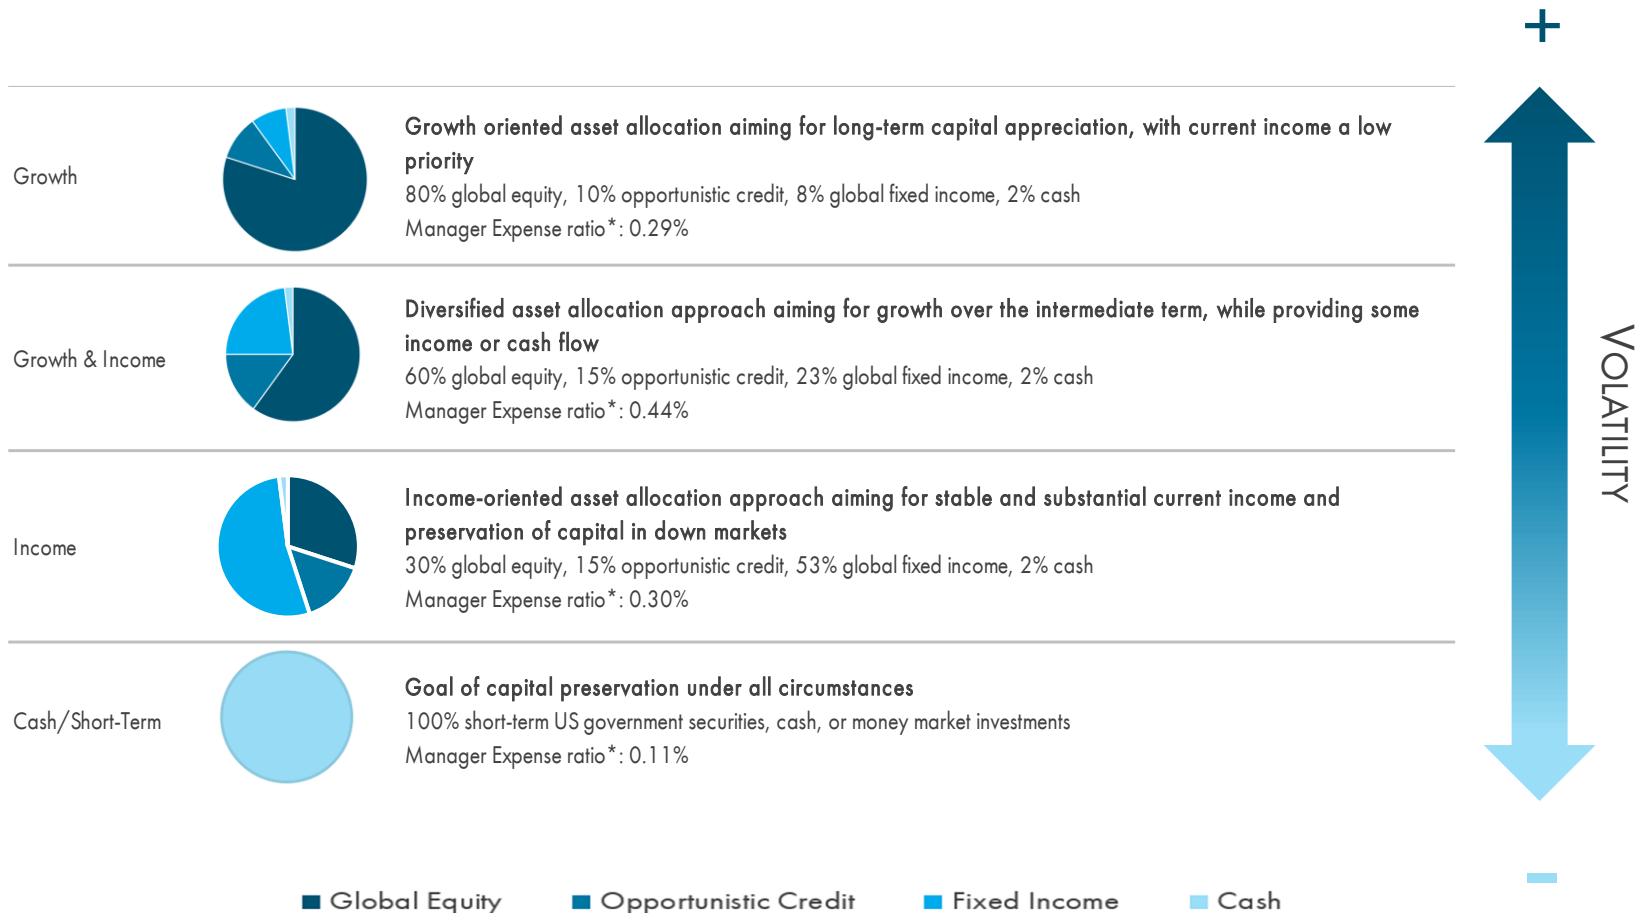 +
Growth
Growth oriented asset allocation aiming for long-term capital appreciation, with current income a low
priority
80% global equity, 10% opportunistic credit, 8% global fixed income, 2% cash
Manager Expense ratio*: 0.29%
Growth & Income
Diversified asset allocation approach aiming for growth over the intermediate term, while providing some
income or cash flow
60% global equity, 15% opportunistic credit, 23% global fixed income, 2% cash
Manager Expense ratio*: 0.44%
Income
Income-oriented asset allocation approach aiming for stable and substantial current income and
preservation of capital in down markets
30% global equity, 15% opportunistic credit, 53% global fixed income, 2% cash
Manager Expense ratio*: 0.30%
Cash/Short-Term
Goal of capital preservation under all circumstances
100% short-term US government securities, cash, or money market investments
Manager Expense ratio*: 0.11%
VOLATILITY
–
Global Equity
Opportunistic Credit
Fixed Income
Cash